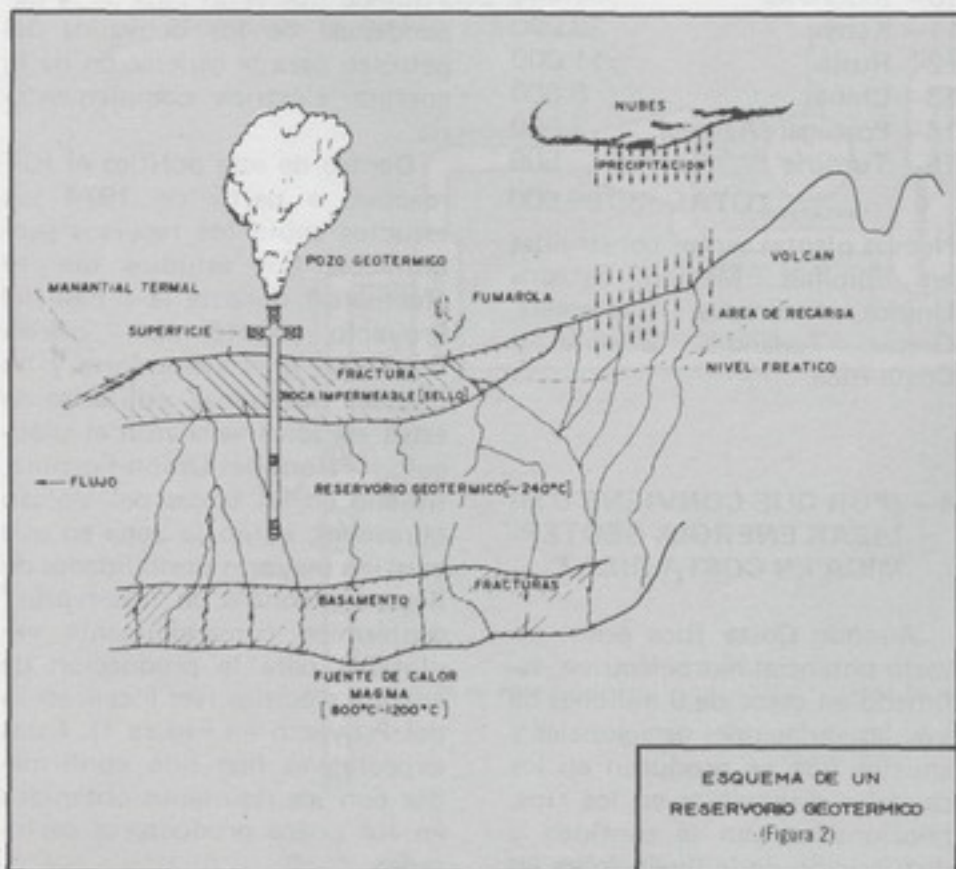 NUBES
PRECIPITACION
POZO GEOTERMICO
VOLCAN
MANANTIAL TERMAL
FUMAROLA
SUPERFICIE
AREA DE RECARGA
FRACTURA
NIVEL FREATICO
ROCA IMPERMEABLE [SELLO]
FLUJO
RESERVORIO GEOTERMICO [~240°C]
FRACTURAS
BASAMENTO
FUENTE DE CALOR
MAGMA
[800°C-1200°C]
ESQUEMA DE UN
RESERVORIO GEOTERMICO
(Figura 2)